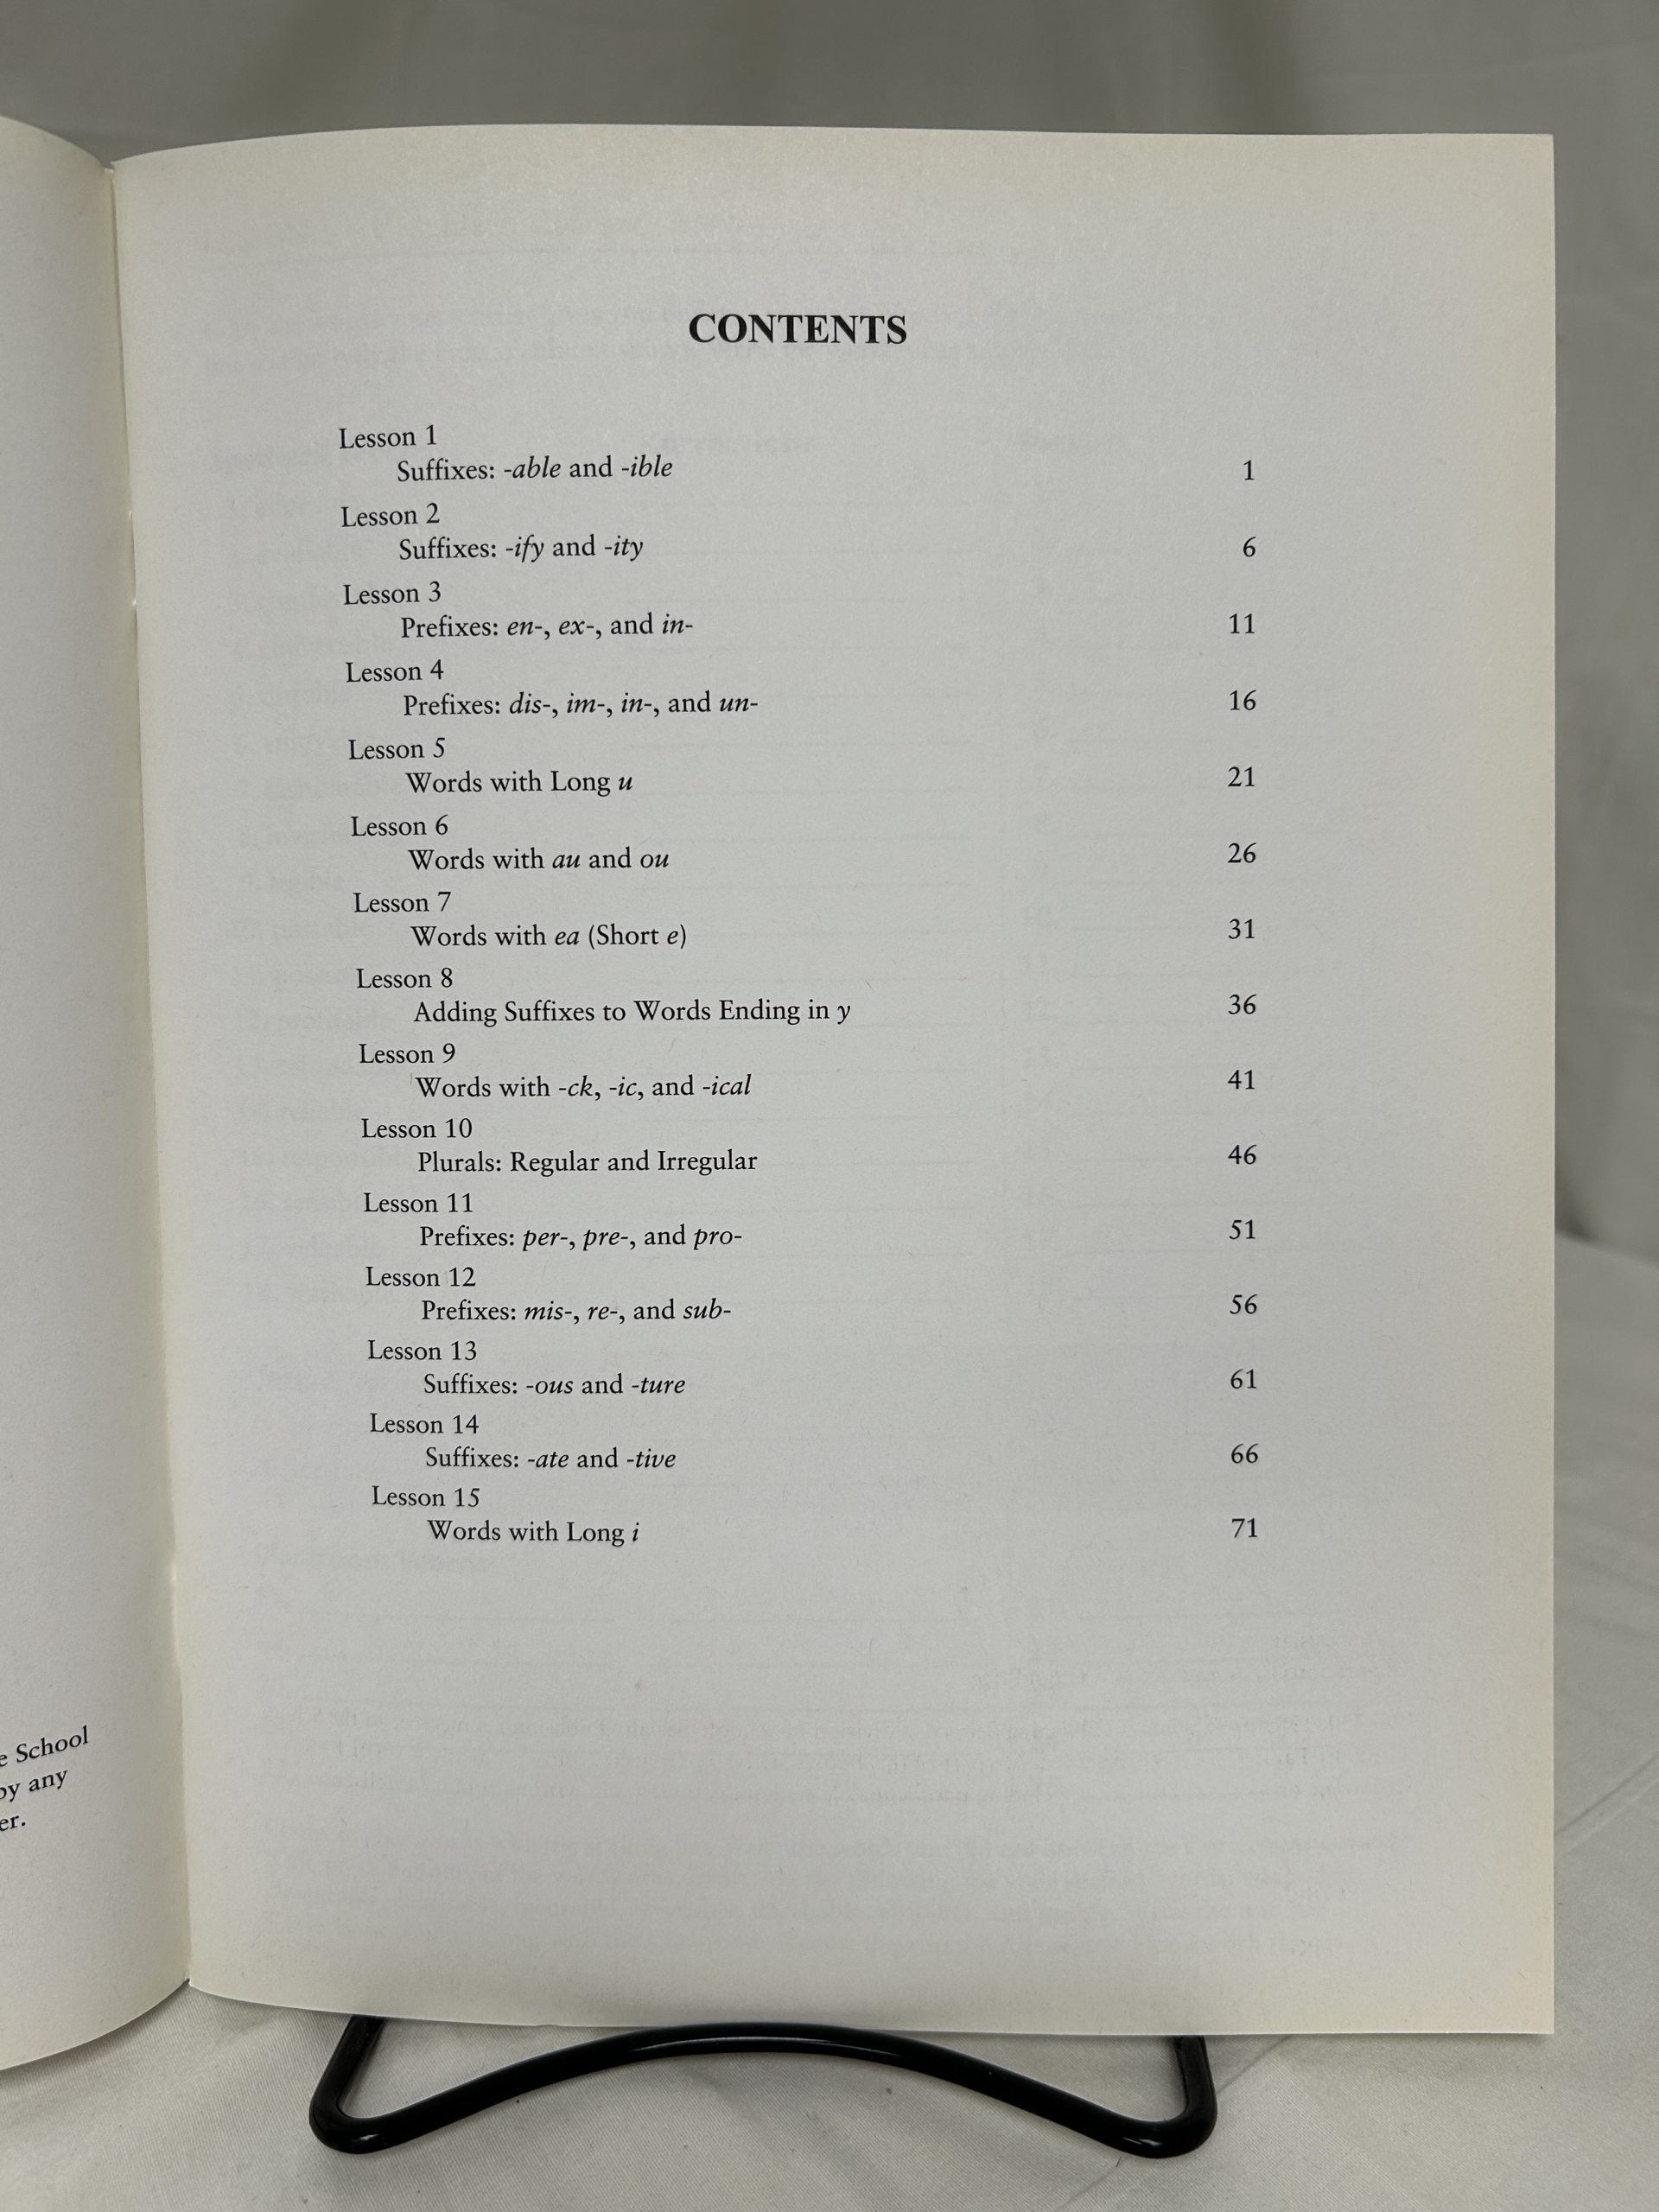 CONTENTS
Lesson 1
Suffixes: -able and -ible 1
Lesson 2
Suffixes: -ify and -ity 6
Lesson 3
Prefixes: en-, ex-, and in- 11
Lesson 4
Prefixes: dis-, im-, in-, and un- 16
Lesson 5
Words with Long u 21
Lesson 6
Words with au and ou 26
Lesson 7
Words with ea (Short e) 31
Lesson 8
Adding Suffixes to Words Ending in y 36
Lesson 9
Words with -ck, -ic, and -ical 41
Lesson 10
Plurals: Regular and Irregular 46
Lesson 11
Prefixes: per-, pre-, and pro- 51
Lesson 12
Prefixes: mis-, re-, and sub- 56
Lesson 13
Suffixes: -ous and -ture 61
Lesson 14
Suffixes: -ate and -tive 66
Lesson 15
Words with Long i 71
School
by any